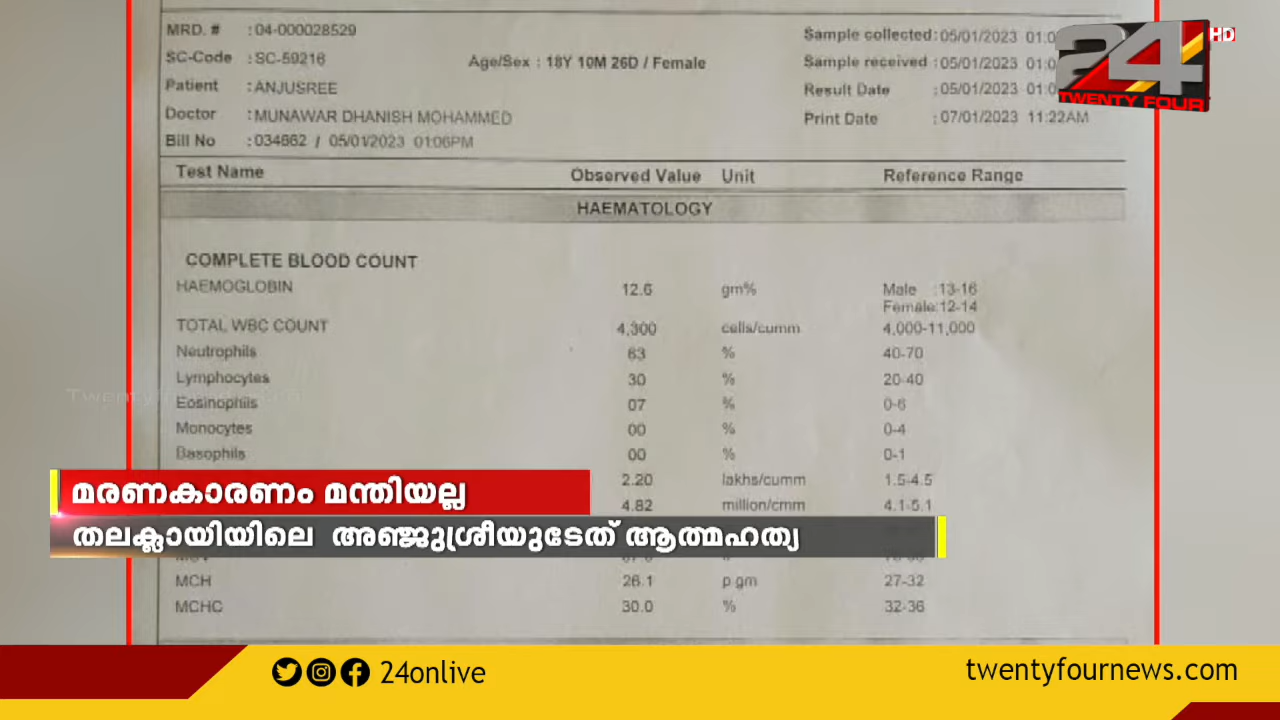 MRD. # : 04-000028529
SC-Code : SC-59216
Patient : ANJUSREE
Doctor : MUNAWAR DHANISH MOHAMMED
Bill No : 034662 / 05/01/2023 01:06PM
Age/Sex : 18Y 10M 26D / Female
Sample collected : 05/01/2023
Sample received : 05/01/2023
Result Date : 05/01/2023
Print Date : 07/01/2023 11:22AM
24 HD
TWENTY FOUR
Test Name Observed Value Unit Reference Range
HAEMATOLOGY
COMPLETE BLOOD COUNT
HAEMOGLOBIN 12.6 gm% Male :13-16
Female:12-14
TOTAL WBC COUNT 4,300 cells/cumm 4,000-11,000
Neutrophils 63 % 40-70
Lymphocytes 30 % 20-40
Eosinophils 07 % 0-6
Monocytes 00 % 0-4
Basophils 00 % 0-1
2.20 lakhs/cumm 1.5-4.5
4.82 million/cmm 4.1-5.1
മരണകാരണം മന്തിയല്ല
തലക്ലായിയിലെ അഞ്ജുശ്രീയുടേത് ആത്മഹത്യ
MCH 26.1 p gm 27-32
MCHC 30.0 % 32-36
24onlive
twentyfournews.com